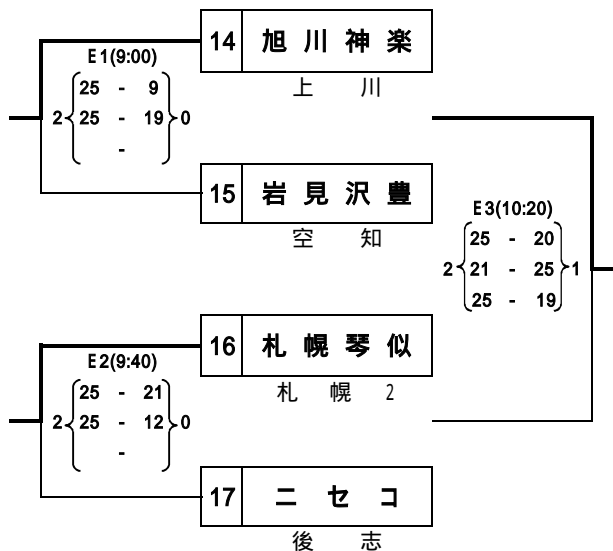 14 旭川神楽
上川
E1(9:00)
25 - 9
2 25 - 19 0
-
15 岩見沢豊
空知
E3(10:20)
25 - 20
2 21 - 25 1
25 - 19
16 札幌琴似
札幌2
E2(9:40)
25 - 21
2 25 - 12 0
-
17 ニセコ
後志